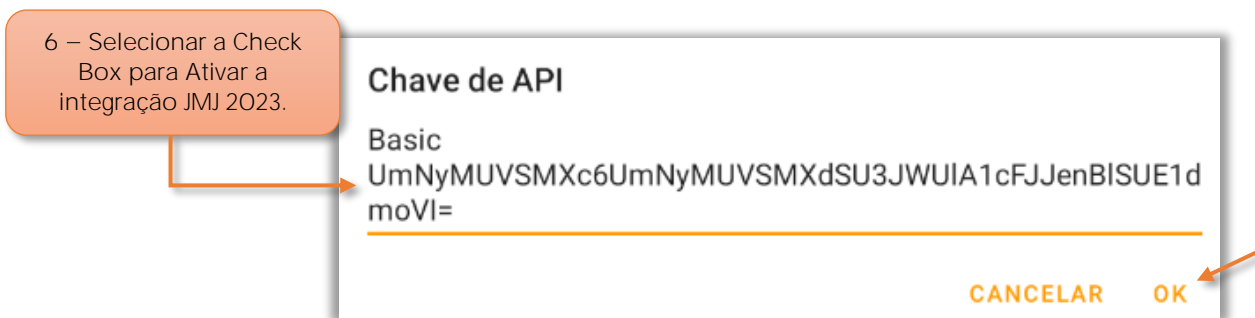 6 – Selecionar a Check
Box para Ativar a
integração JMJ 2023.
Chave de API
Basic
UmNyMUVSMXc6UmNyMUVSMXdSU3JWUlA1cFJJenBlSUE1d
moVI=
CANCELAR OK